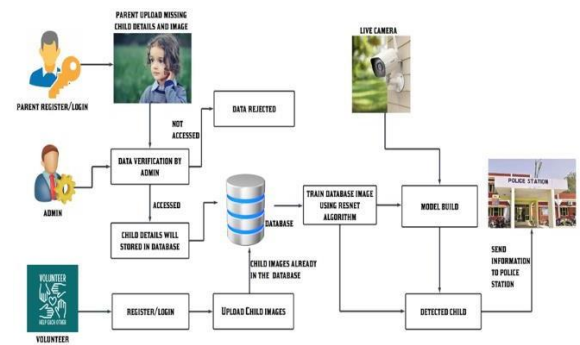 PARENT UPLOAD MISSING
CHILD DETAILS AND IMAGE
LIVE CAMERA
PARENT REGISTER/LOGIN
DATA REJECTED
NOT
ACCESSED
DATA VERIFICATION BY
ADMIN
ADMIN
ACCESSED
CHILD DETAILS WILL
STORED IN DATABASE
DATABASE
TRAIN DATABASE IMAGE
USING RESNET
ALGORITHM
MODEL BUILD
POLICE STATION
SEND
INFORMATION
TO POLICE
STATION
CHILD IMAGES ALREADY
IN THE DATABASE
VOLUNTEER
HELP EACH OTHER
VOLUNTEER
REGISTER/LOGIN
UPLOAD Child IMAGES
DETECTED CHILD